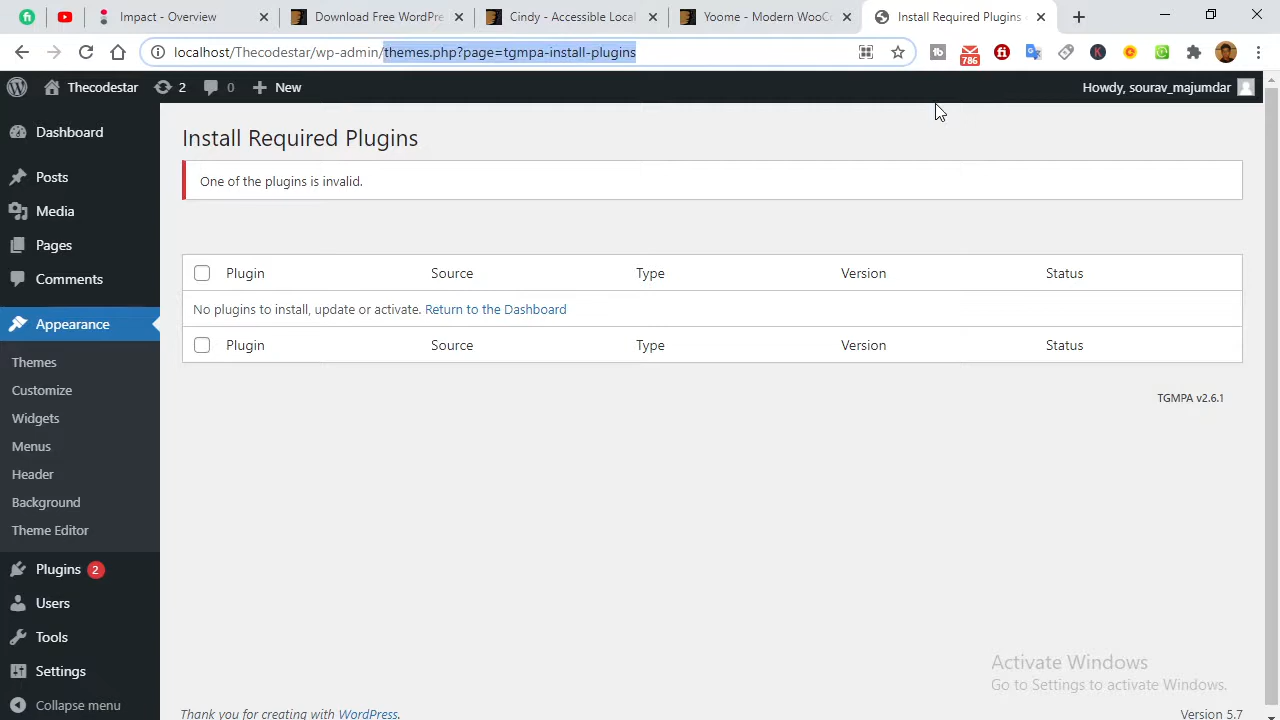 Impact - Overview
Download Free WordPre
Cindy - Accessible Local
Yoome - Modern WooCo
Install Required Plugins
localhost/Thecodestar/wp-admin/themes.php?page=tgmpa-install-plugins
786
Thecodestar
2
0
New
Howdy, sourav_majumdar
Dashboard
Posts
Media
Pages
Comments
Appearance
Themes
Customize
Widgets
Menus
Header
Background
Theme Editor
Plugins 2
Users
Tools
Settings
Collapse menu
Install Required Plugins
One of the plugins is invalid.
Plugin Source Type Version Status
No plugins to install, update or activate. Return to the Dashboard
Plugin Source Type Version Status
TGMPA v2.6.1
Activate Windows
Go to Settings to activate Windows.
Thank you for creating with WordPress.
Version 5.7